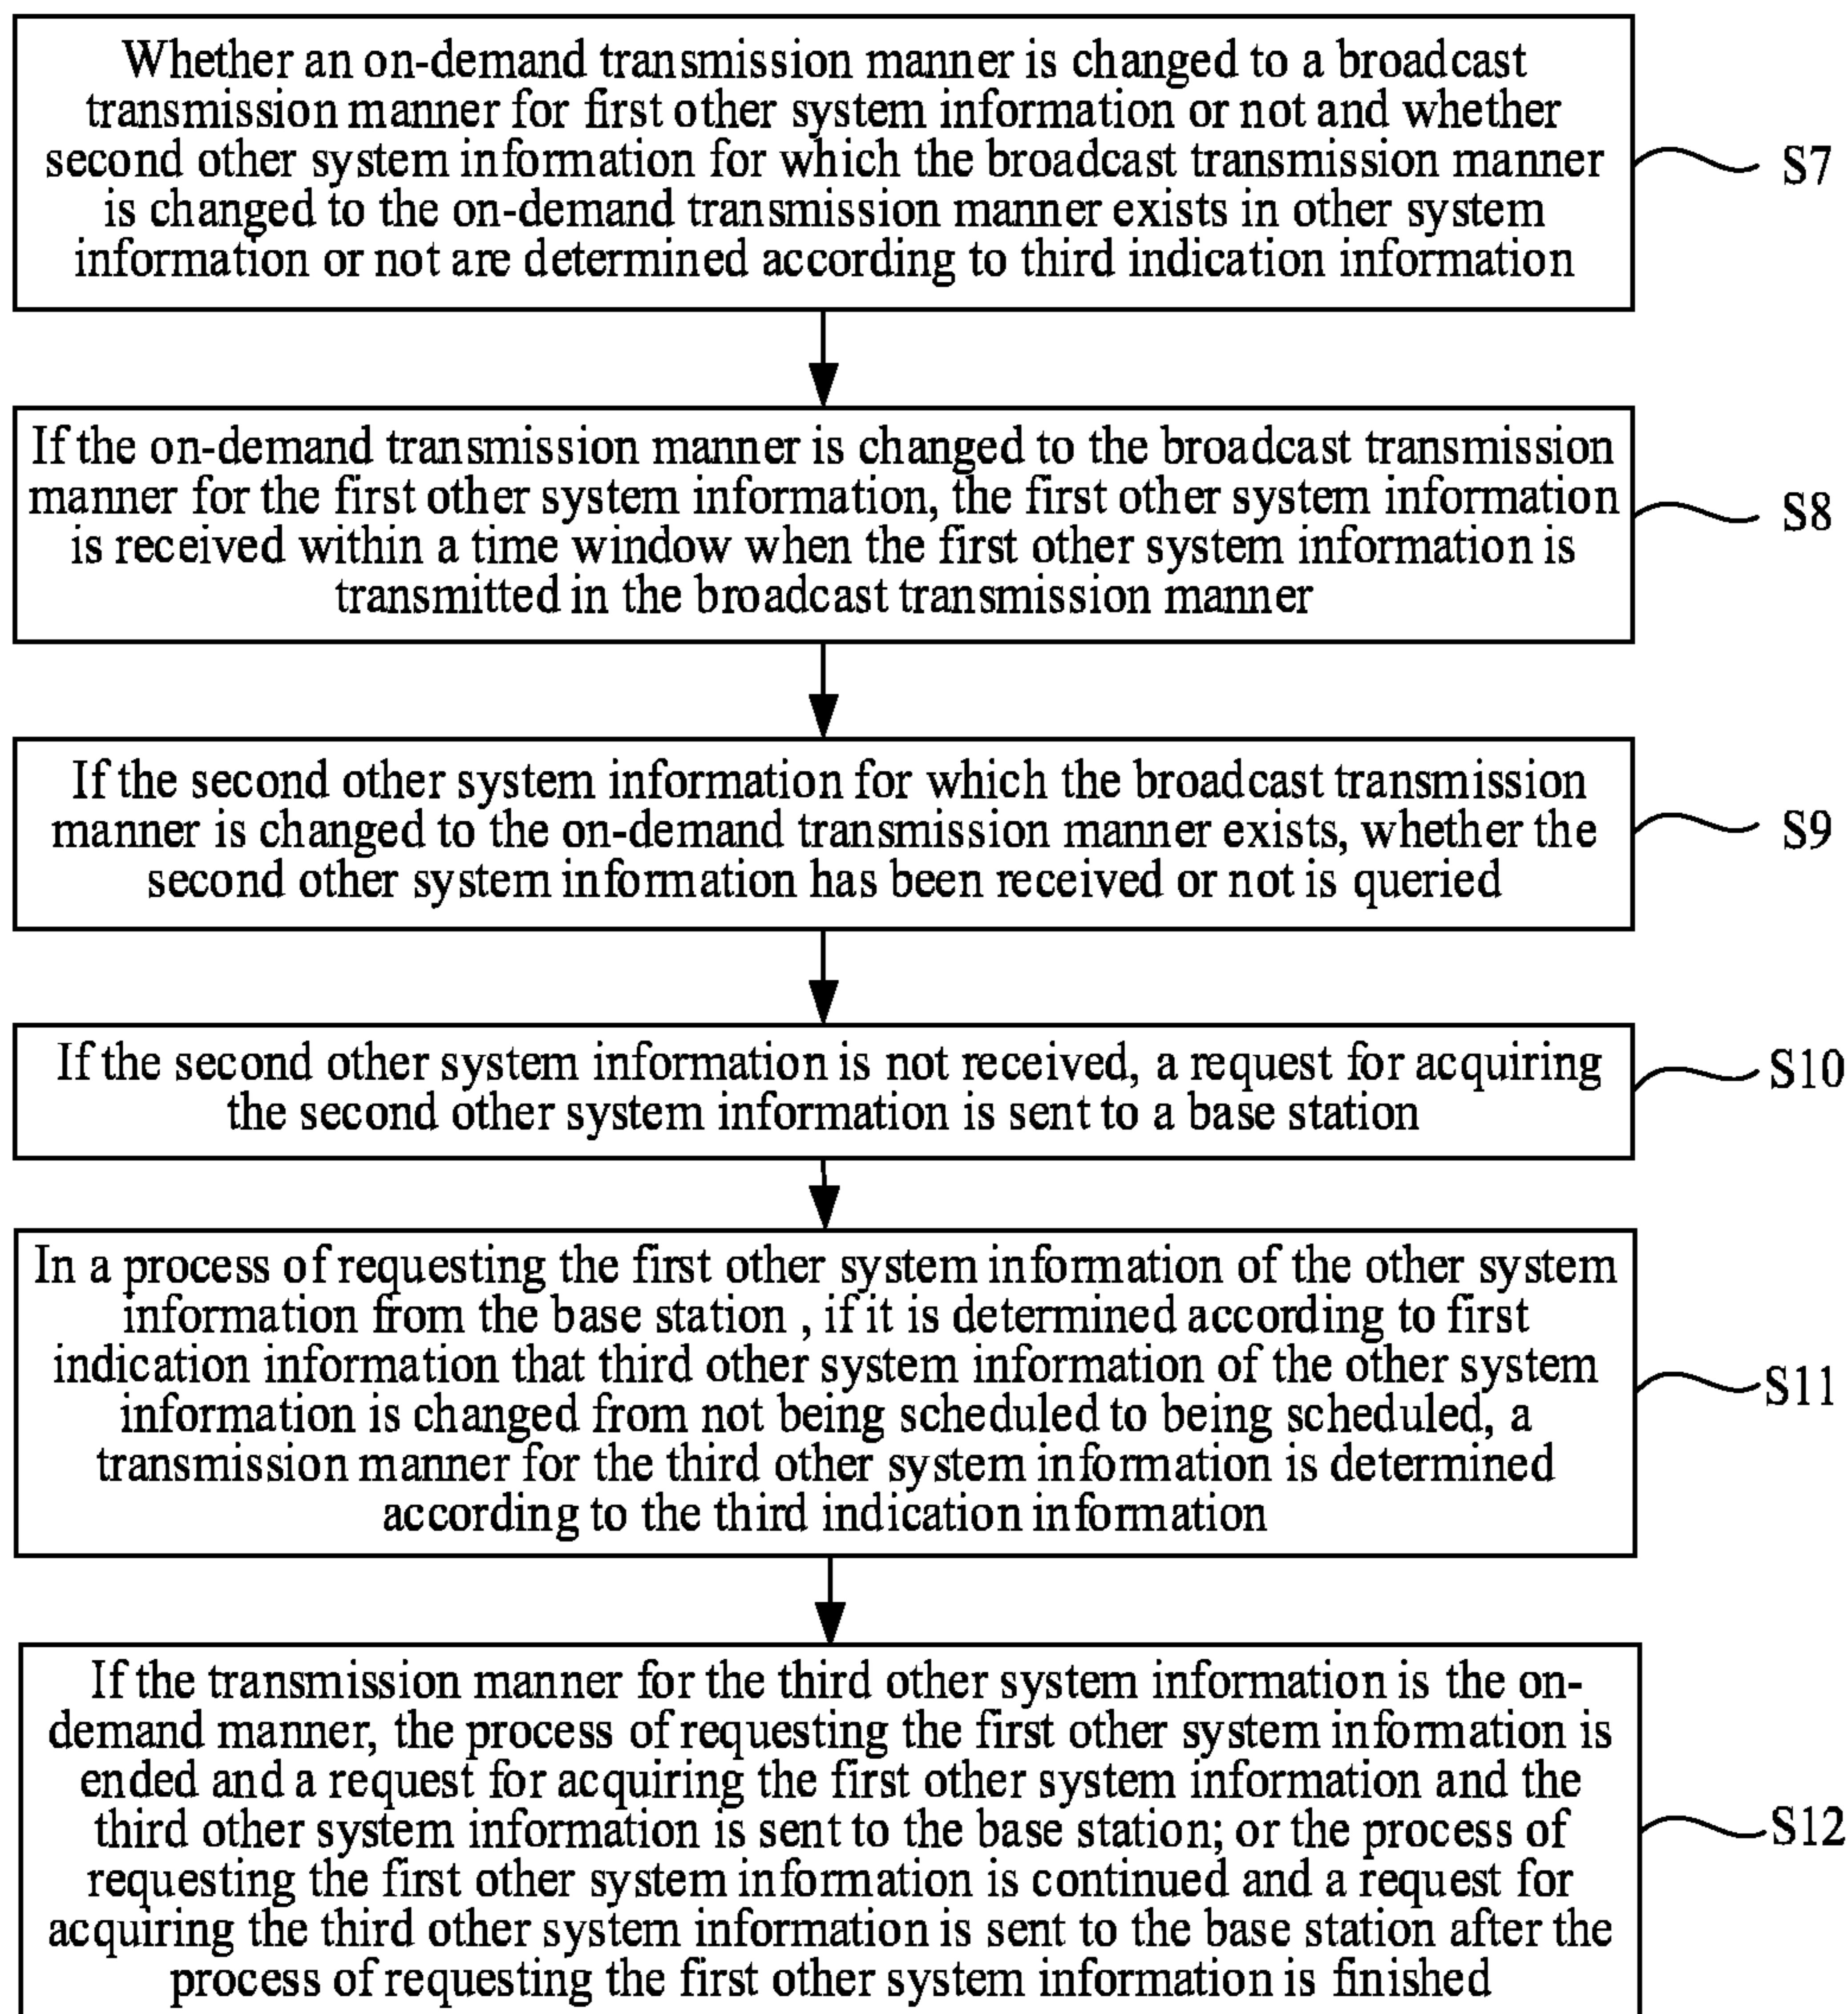 Whether an on-demand transmission manner is changed to a broadcast
transmission manner for first other system information or not and whether
second other system information for which the broadcast transmission manner
is changed to the on-demand transmission manner exists in other system
information or not are determined according to third indication information
S7
If the on-demand transmission manner is changed to the broadcast transmission
manner for the first other system information, the first other system information
is received within a time window when the first other system information is
transmitted in the broadcast transmission manner
S8
If the second other system information for which the broadcast transmission
manner is changed to the on-demand transmission manner exists, whether the
second other system information has been received or not is queried
S9
If the second other system information is not received, a request for acquiring
the second other system information is sent to a base station
S10
In a process of requesting the first other system information of the other system
information from the base station , if it is determined according to first
indication information that third other system information of the other system
information is changed from not being scheduled to being scheduled, a
transmission manner for the third other system information is determined
according to the third indication information
S11
If the transmission manner for the third other system information is the on-
demand manner, the process of requesting the first other system information is
ended and a request for acquiring the first other system information and the
third other system information is sent to the base station; or the process of
requesting the first other system information is continued and a request for
acquiring the third other system information is sent to the base station after the
process of requesting the first other system information is finished
S12